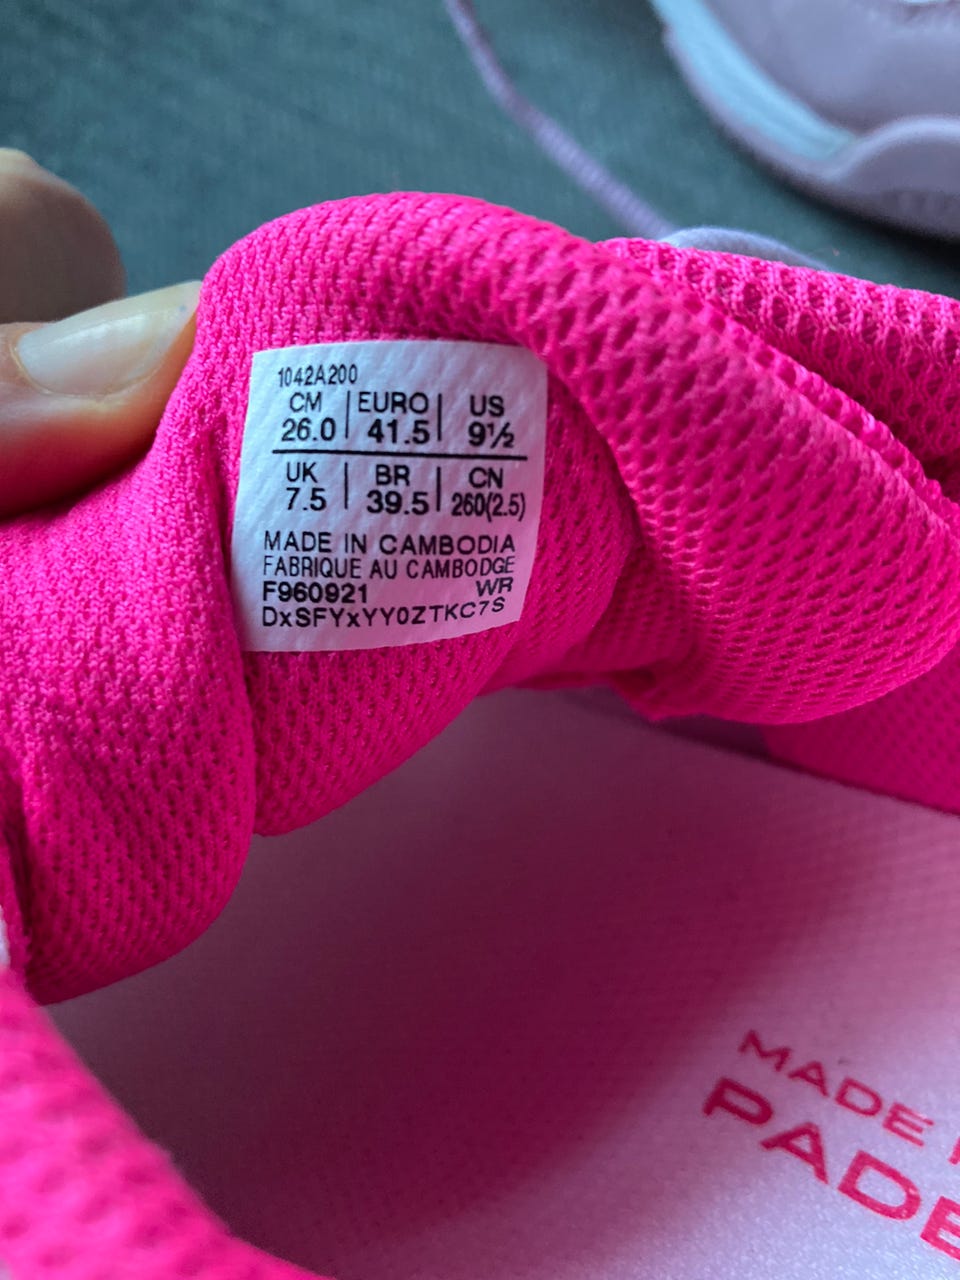 1042A200
CM | EURO | US
26.0 | 41.5 | 9½
UK | BR | CN
7.5 | 39.5 | 260(2.5)
MADE IN CAMBODIA
FABRIQUE AU CAMBODGE
F960921 WR
DxSFYxYY0ZTKC7S
MADE